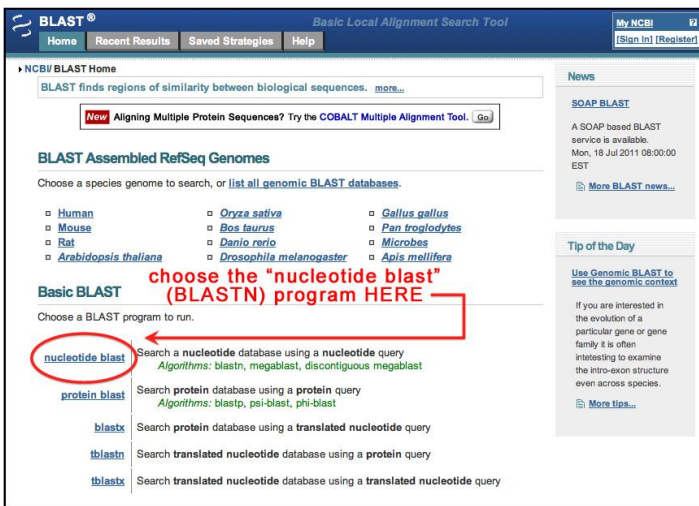 BLAST ®
Basic Local Alignment Search Tool
My NCBI
[Sign In] [Register]
Home Recent Results Saved Strategies Help
NCBI/ BLAST Home
BLAST finds regions of similarity between biological sequences. more...
New Aligning Multiple Protein Sequences? Try the COBALT Multiple Alignment Tool. Go
BLAST Assembled RefSeq Genomes
Choose a species genome to search, or list all genomic BLAST databases.
Human
Mouse
Rat
Arabidopsis thaliana
Oryza sativa
Bos taurus
Danio rerio
Drosophila melanogaster
Gallus gallus
Pan troglodytes
Microbes
Apis mellifera
choose the "nucleotide blast"
(BLASTN) program HERE
Basic BLAST
Choose a BLAST program to run.
nucleotide blast Search a nucleotide database using a nucleotide query
Algorithms: blastn, megablast, discontiguous megablast
protein blast Search protein database using a protein query
Algorithms: blastp, psi-blast, phi-blast
blastx Search protein database using a translated nucleotide query
tblastn Search translated nucleotide database using a protein query
tblastx Search translated nucleotide database using a translated nucleotide query
News
SOAP BLAST
A SOAP based BLAST
service is available.
Mon, 18 Jul 2011 08:00:00
EST
More BLAST news...
Tip of the Day
Use Genomic BLAST to
see the genomic context
If you are interested in
the evolution of a
particular gene or gene
family it is often
intetesting to examine
the intro-exon structure
even across species.
More tips...